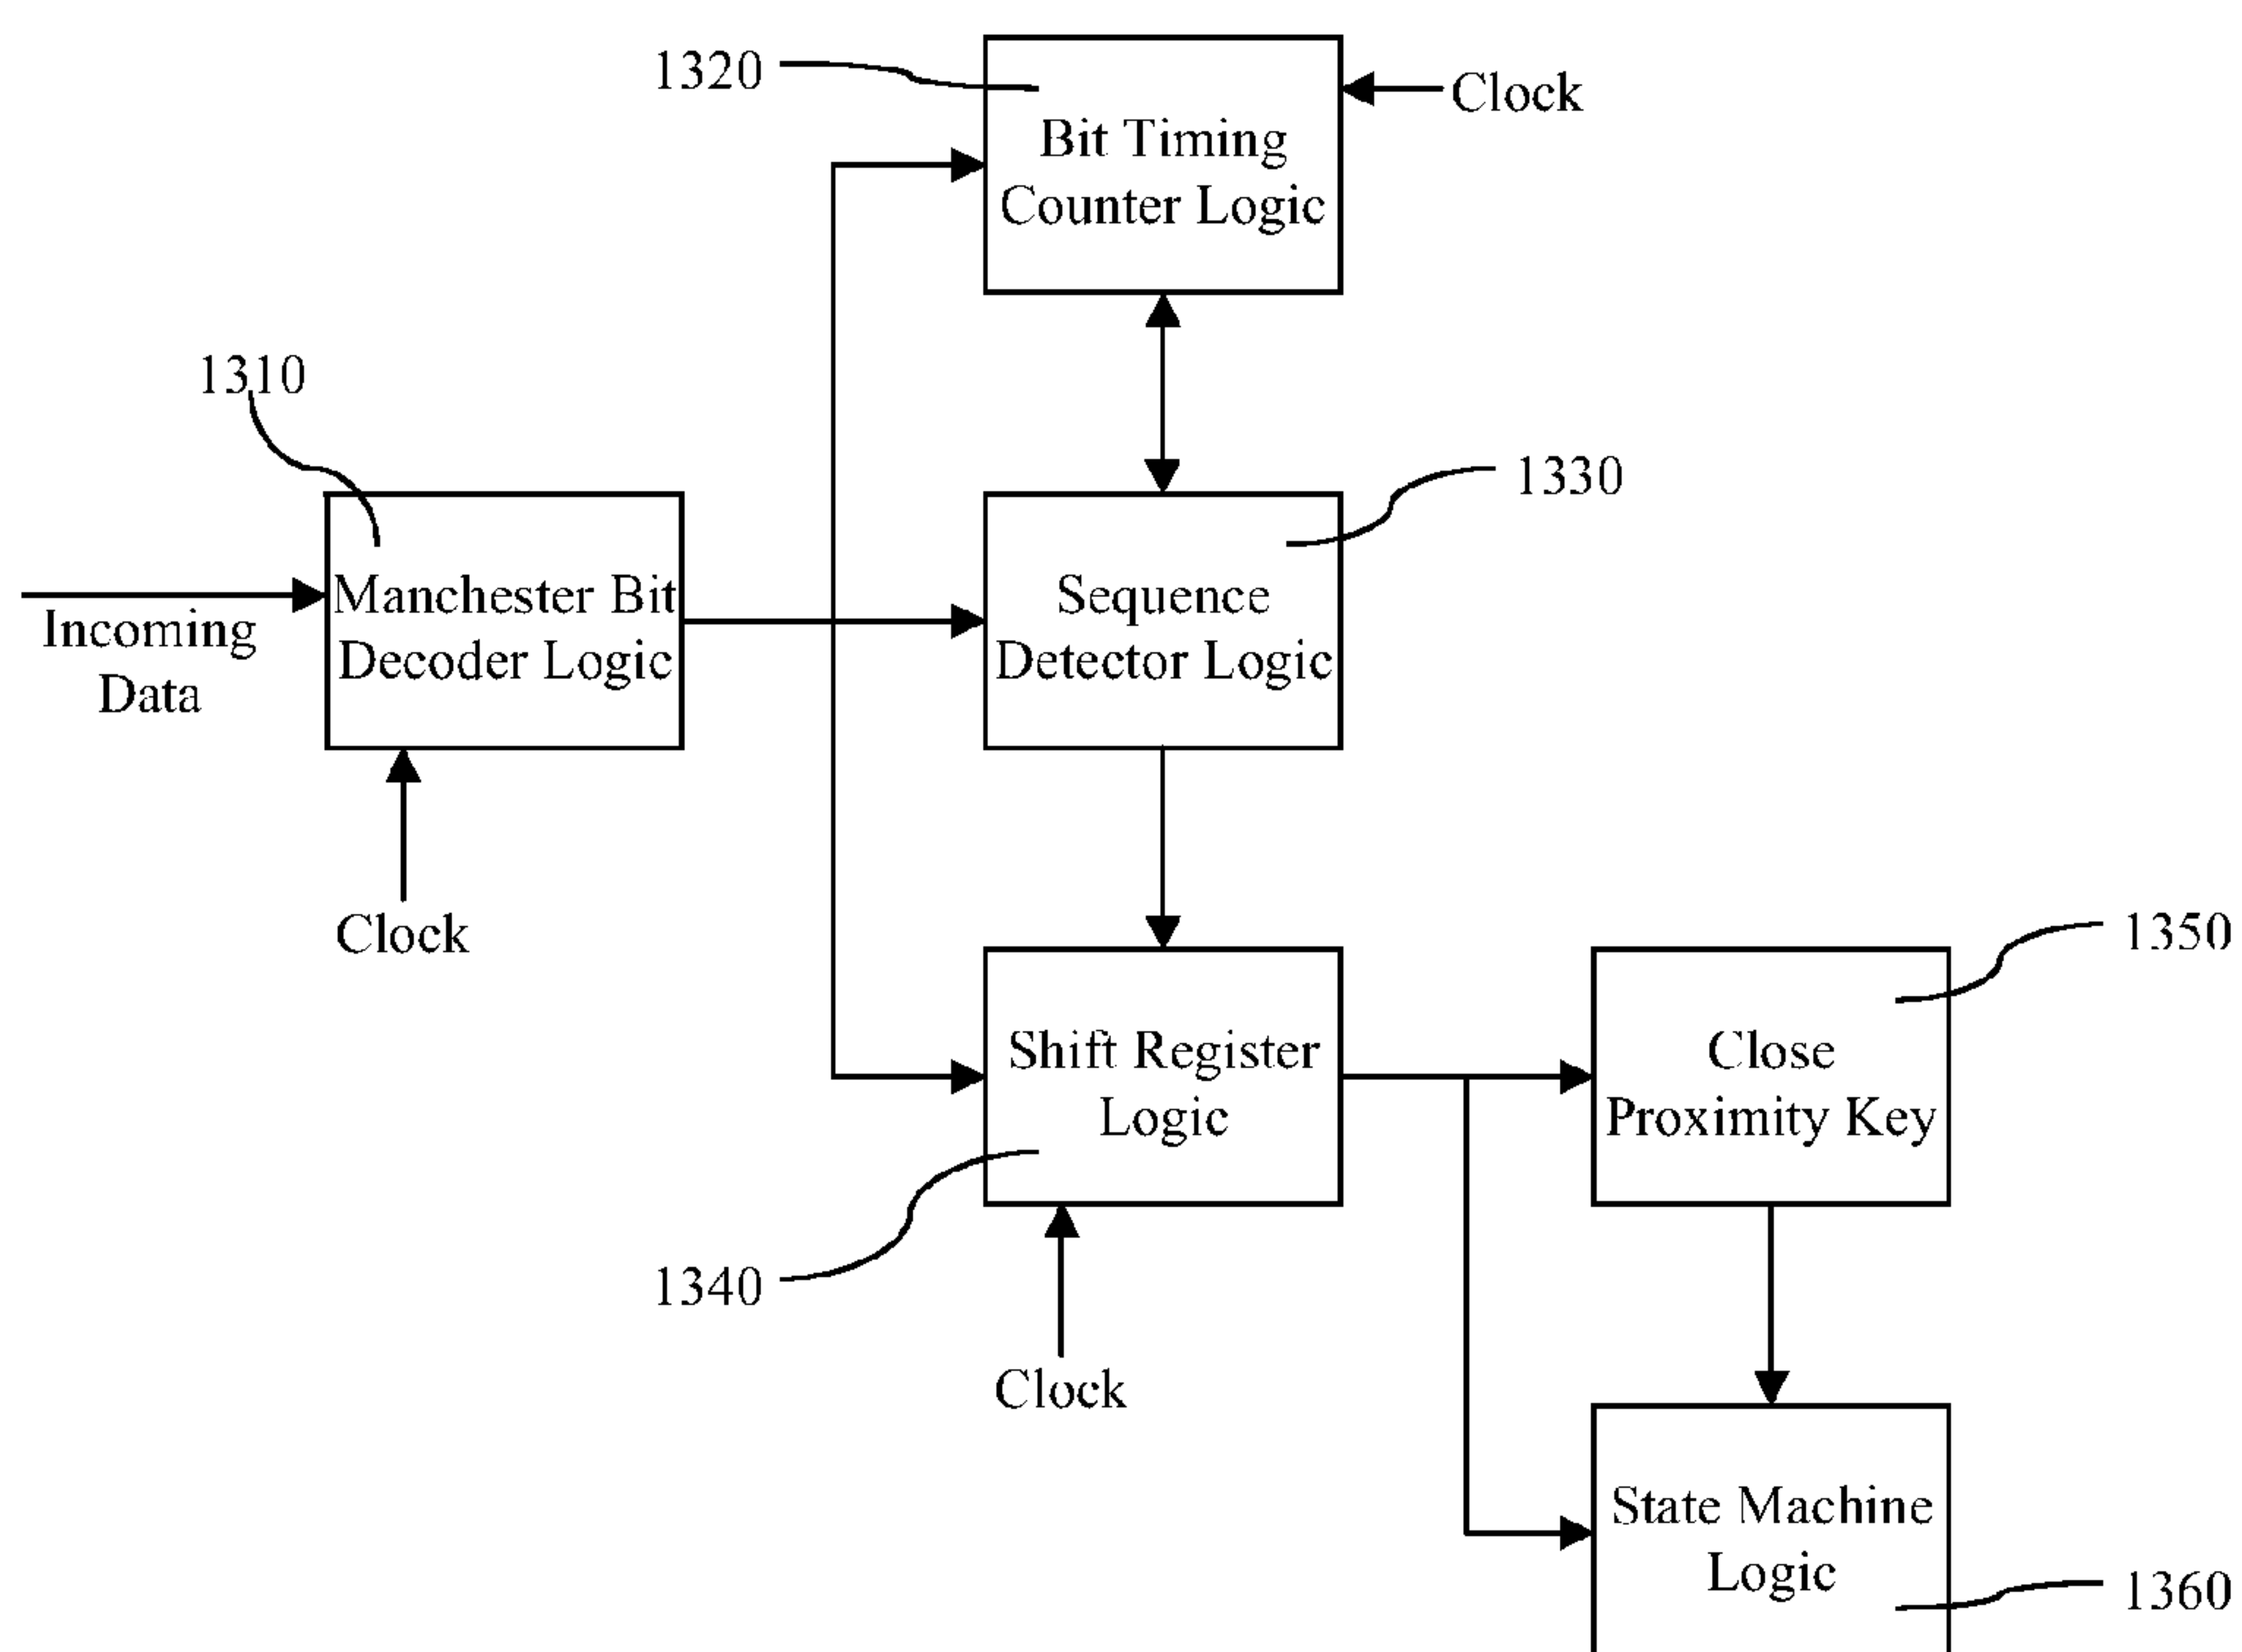 1320
Clock
Bit Timing
Counter Logic
1310
1330
Manchester Bit
Decoder Logic
Incoming
Data
Sequence
Detector Logic
Clock
1350
Shift Register
Logic
Close
Proximity Key
1340
Clock
State Machine
Logic
1360